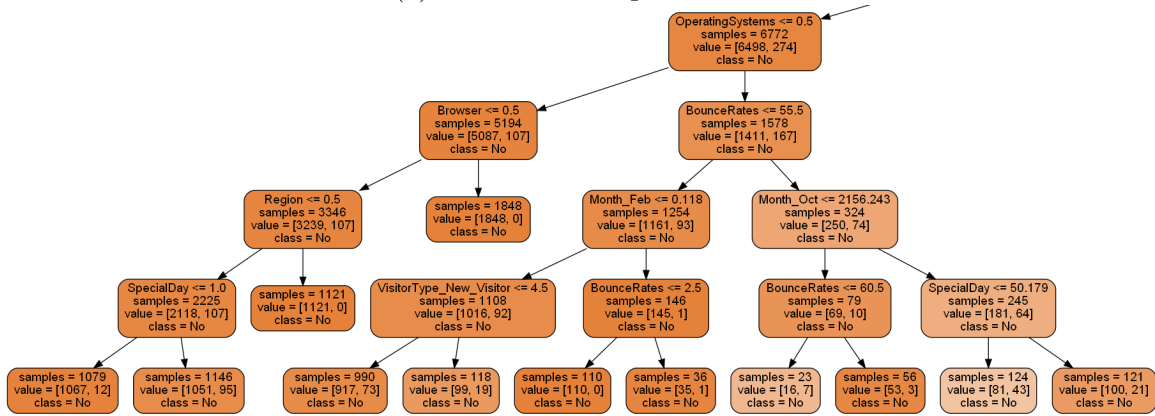 OperatingSystems <= 0.5
samples = 6772
value = [6498, 274]
class = No
Browser <= 0.5
samples = 5194
value = [5087, 107]
class = No
BounceRates <= 55.5
samples = 1578
value = [1411, 167]
class = No
Region <= 0.5
samples = 3346
value = [3239, 107]
class = No
samples = 1848
value = [1848, 0]
class = No
Month_Feb <= 0.118
samples = 1254
value = [1161, 93]
class = No
Month_Oct <= 2156.243
samples = 324
value = [250, 74]
class = No
SpecialDay <= 1.0
samples = 2225
value = [2118, 107]
class = No
samples = 1121
value = [1121, 0]
class = No
VisitorType_New_Visitor <= 4.5
samples = 1108
value = [1016, 92]
class = No
BounceRates <= 2.5
samples = 146
value = [145, 1]
class = No
BounceRates <= 60.5
samples = 79
value = [69, 10]
class = No
SpecialDay <= 50.179
samples = 245
value = [181, 64]
class = No
samples = 1079
value = [1067, 12]
class = No
samples = 1146
value = [1051, 95]
class = No
samples = 990
value = [917, 73]
class = No
samples = 118
value = [99, 19]
class = No
samples = 110
value = [110, 0]
class = No
samples = 36
value = [35, 1]
class = No
samples = 23
value = [16, 7]
class = No
samples = 56
value = [53, 3]
class = No
samples = 124
value = [81, 43]
class = No
samples = 121
value = [100, 21]
class = No